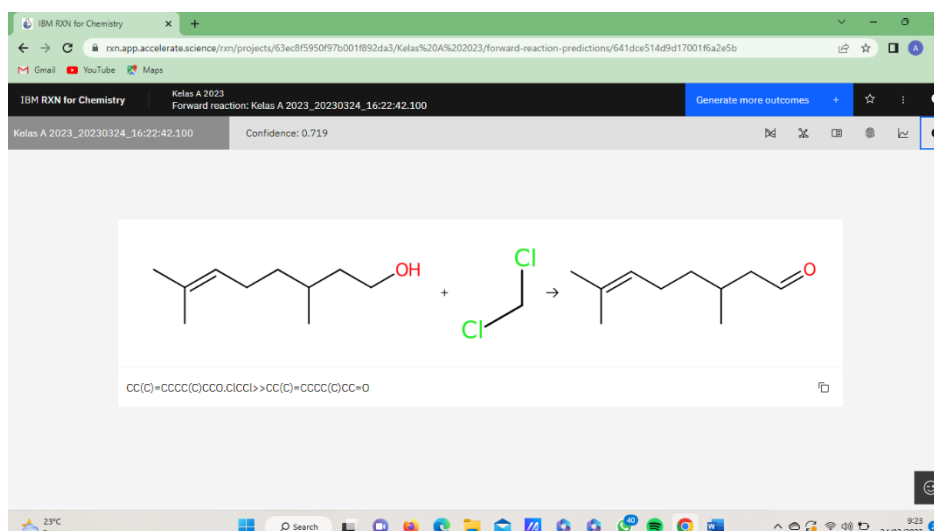 IBM RXN for Chemistry
rxn.app.accelerate.science/rxn/projects/63ec8f5950f97b001f892da3/Kelas%20A%202023/forward-reaction-predictions/641dce514d9d17001f6a2e5b
A
Gmail
YouTube
Maps
IBM RXN for Chemistry
Kelas A 2023
Forward reaction: Kelas A 2023_20230324_16:22:42.100
Generate more outcomes +
Kelas A 2023_20230324_16:22:42.100
Confidence: 0.719
OH
+
Cl
Cl
→
O
CC(C)=CCCC(C)CCO.ClCCl>>CC(C)=CCCC(C)CC=O
23°C
Search
40
9:23